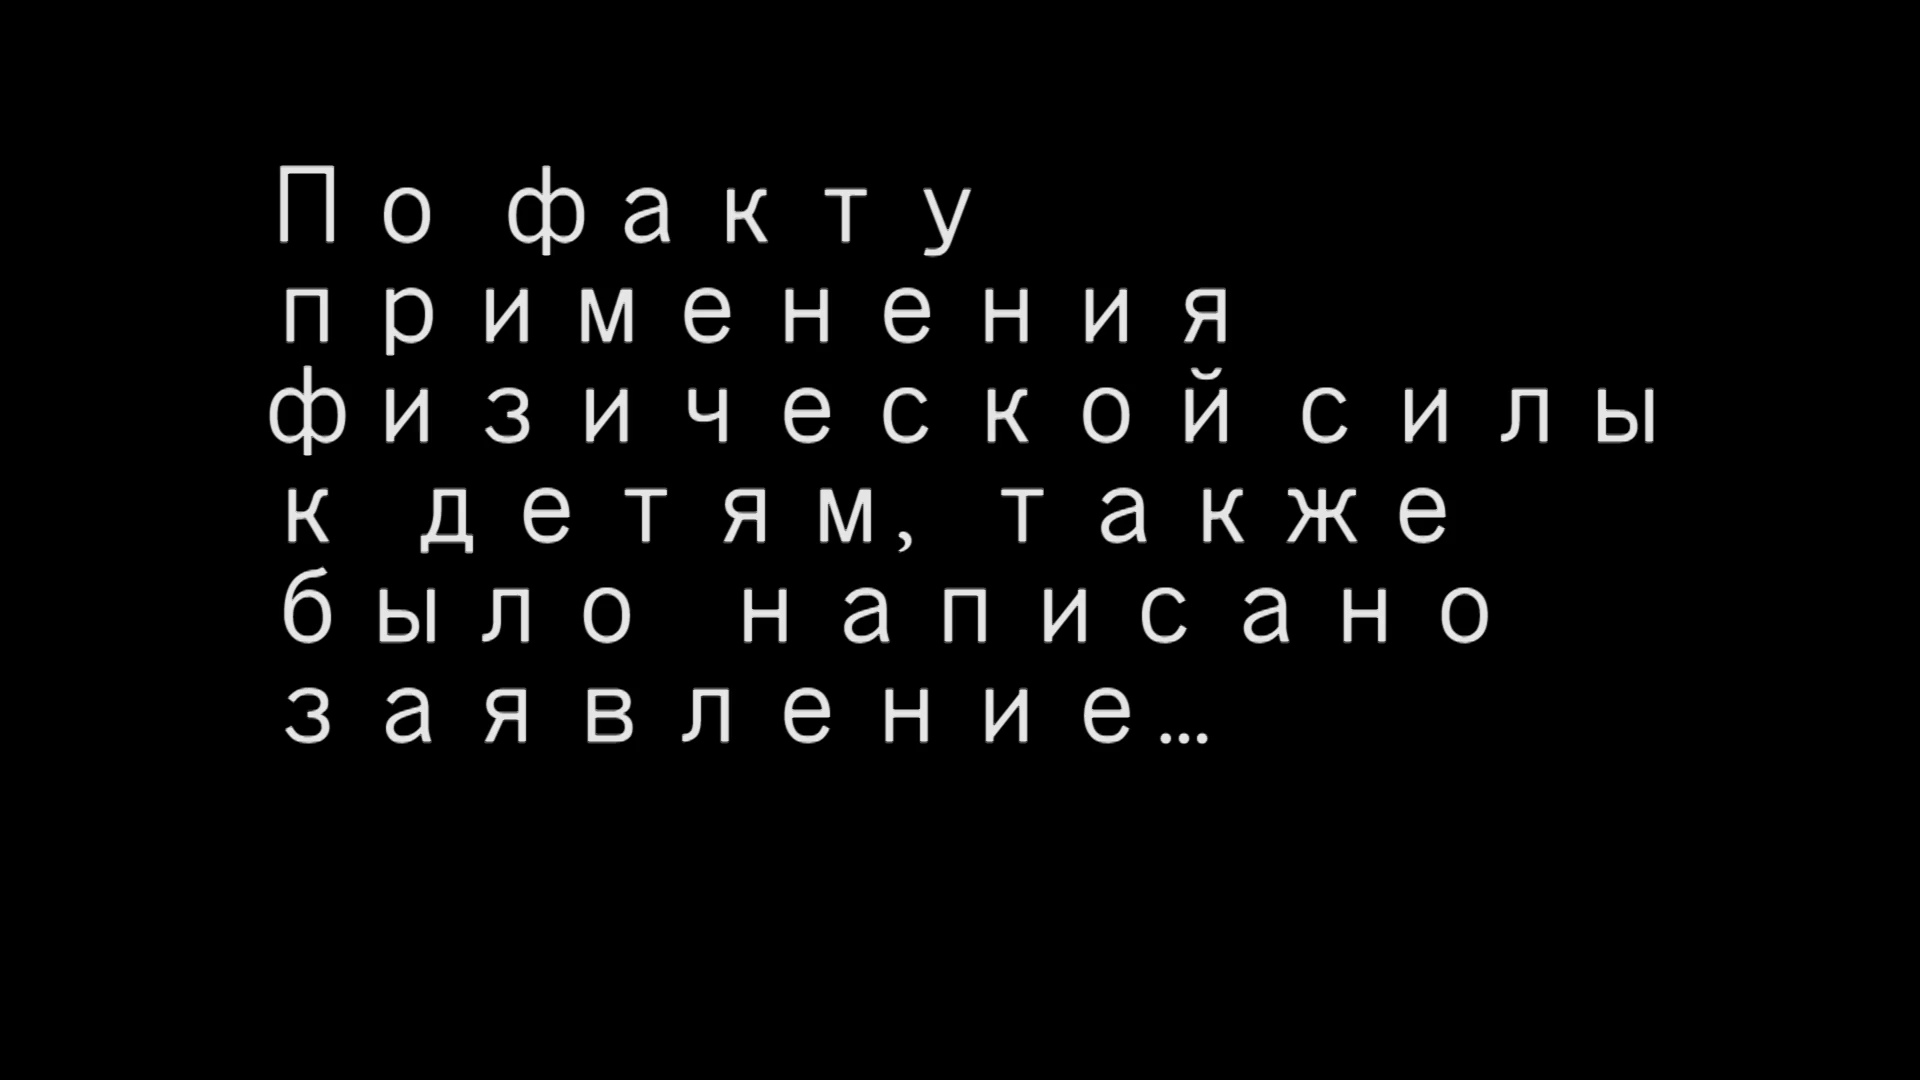 По факту
применения
физической силы
к детям, также
было написано
заявление...